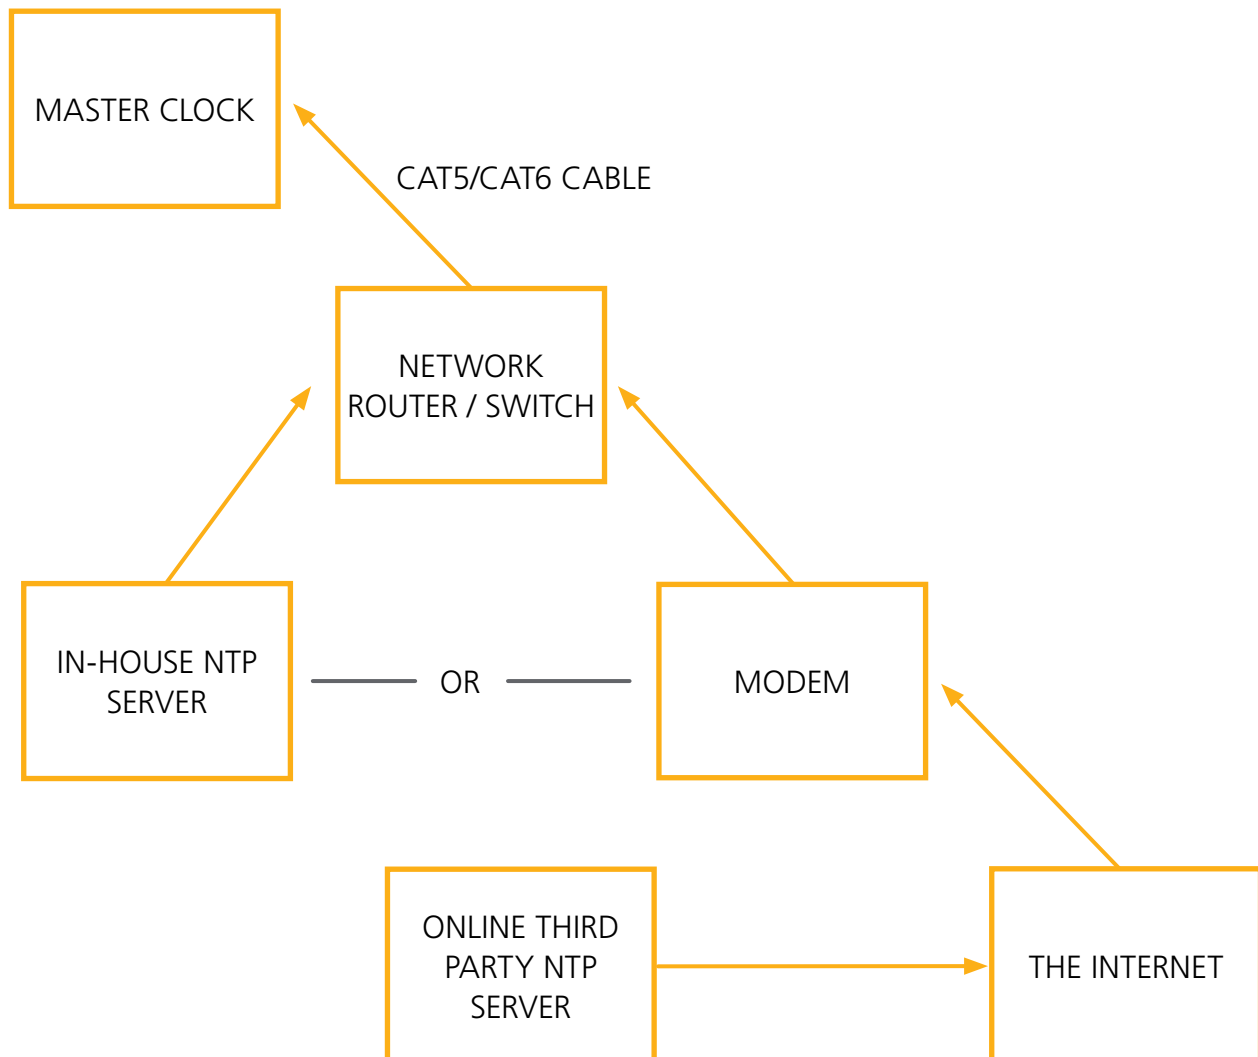 MASTER CLOCK
CAT5/CAT6 CABLE
NETWORK
ROUTER / SWITCH
IN-HOUSE NTP
SERVER
OR
MODEM
ONLINE THIRD
PARTY NTP
SERVER
THE INTERNET